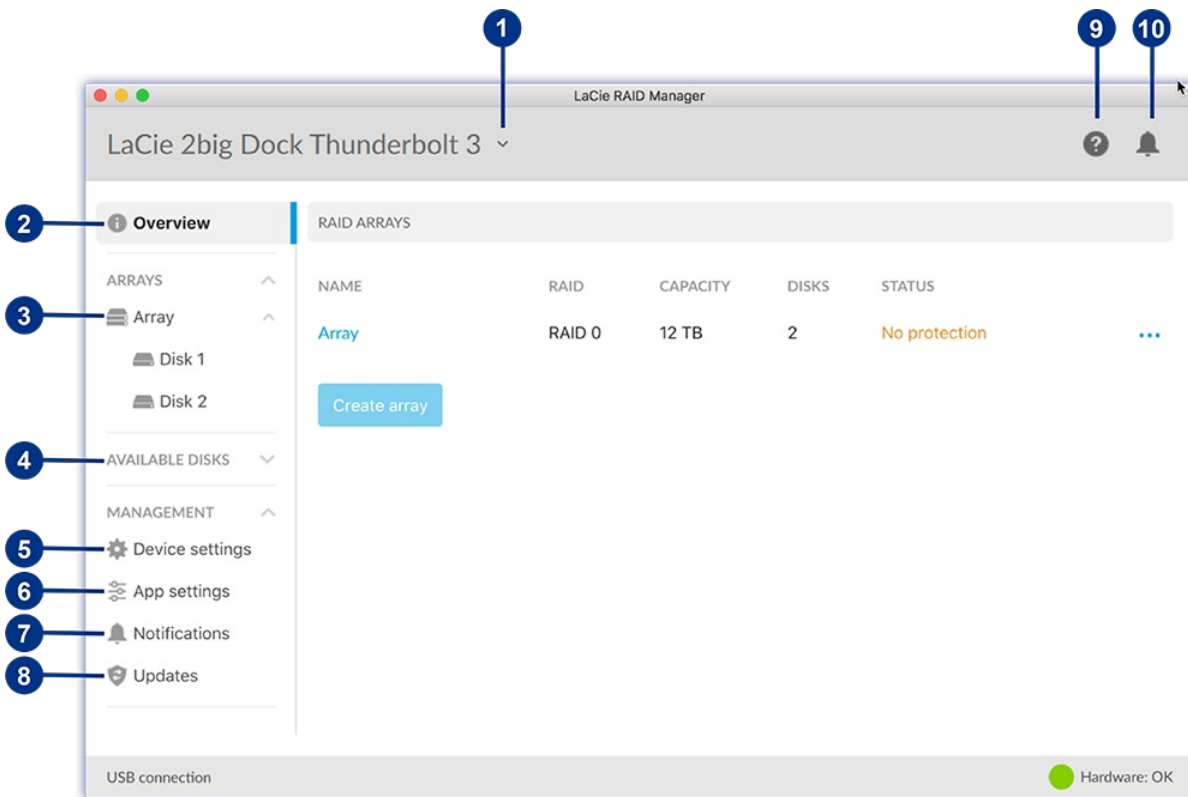 1
9
10
LaCie RAID Manager
LaCie 2big Dock Thunderbolt 3
2
Overview
RAID ARRAYS
ARRAYS
NAME RAID CAPACITY DISKS STATUS
3
Array
Array RAID 0 12 TB 2 No protection
Disk 1
Disk 2
Create array
4
AVAILABLE DISKS
MANAGEMENT
5
Device settings
6
App settings
7
Notifications
8
Updates
USB connection
Hardware: OK